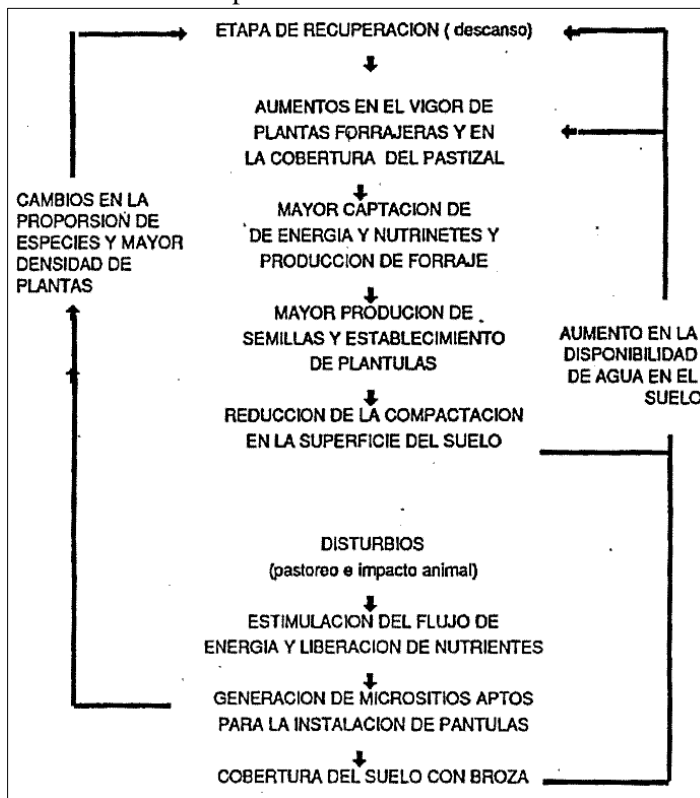 ETAPA DE RECUPERACION ( descanso)
AUMENTOS EN EL VIGOR DE
PLANTAS FORRAJERAS Y EN
LA COBERTURA DEL PASTIZAL
CAMBIOS EN LA
PROPORSION DE
ESPECIES Y MAYOR
DENSIDAD DE
PLANTAS
MAYOR CAPTACION DE
DE ENERGIA Y NUTRINETES Y
PRODUCCION DE FORRAJE
MAYOR PRODUCION DE
SEMILLAS Y ESTABLECIMIENTO
DE PLANTULAS
AUMENTO EN LA
DISPONIBILIDAD
DE AGUA EN EL
SUELO
REDUCCION DE LA COMPACTACION
EN LA SUPERFICIE DEL SUELO
DISTURBIOS
(pastoreo e impacto animal)
ESTIMULACION DEL FLUJO DE
ENERGIA Y LIBERACION DE NUTRIENTES
GENERACION DE MICROSITIOS APTOS
PARA LA INSTALACION DE PANTULAS
COBERTURA DEL SUELO CON BROZA